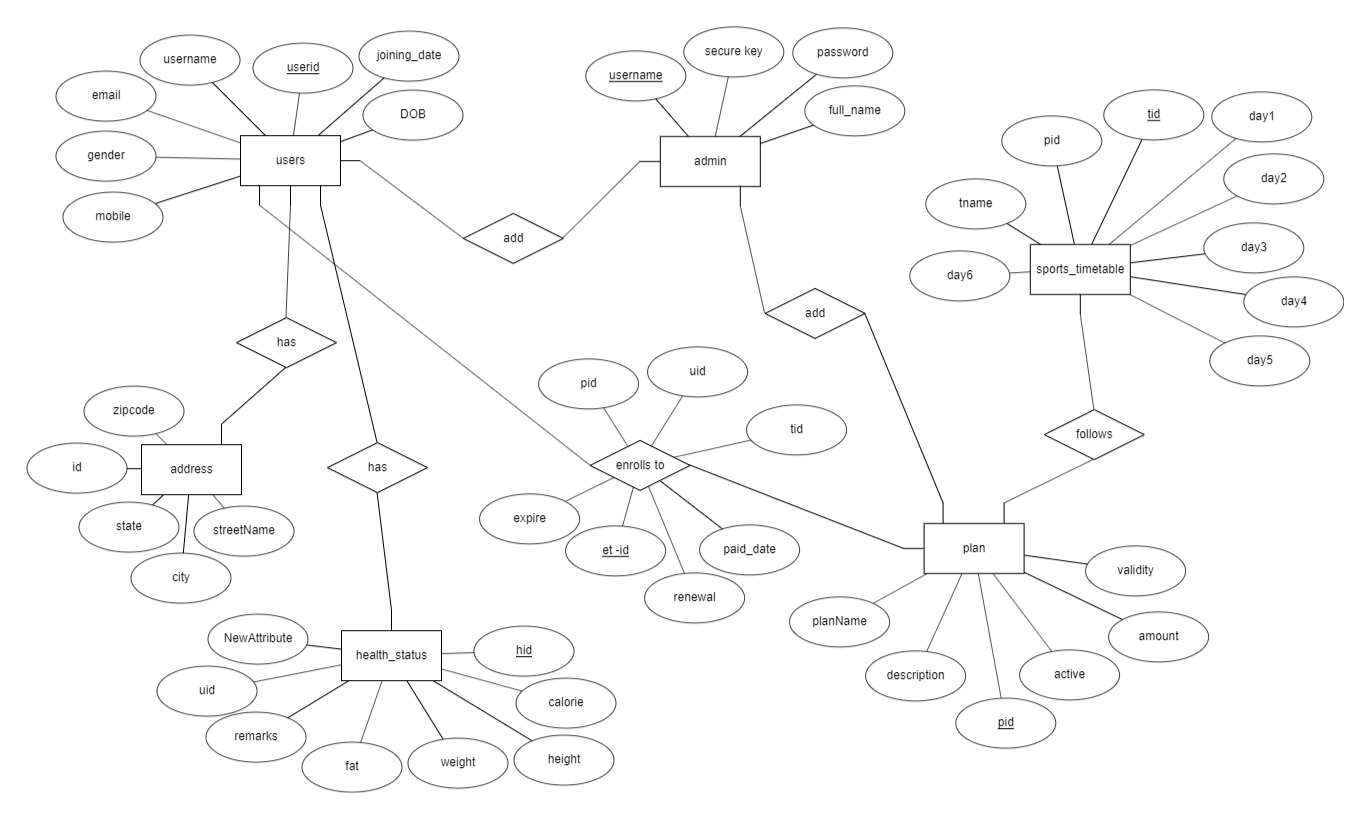 username
userid
joining_date
email
DOB
users
gender
mobile
username
secure key
password
full_name
admin
add
tid
day1
pid
day2
tname
day3
sports_timetable
day6
day4
day5
add
has
follows
zipcode
pid
uid
tid
id
address
has
enrolls to
state
streetName
city
expire
et -id
paid_date
renewal
plan
validity
planName
amount
description
active
pid
NewAttribute
health_status
hid
uid
calorie
remarks
fat
weight
height